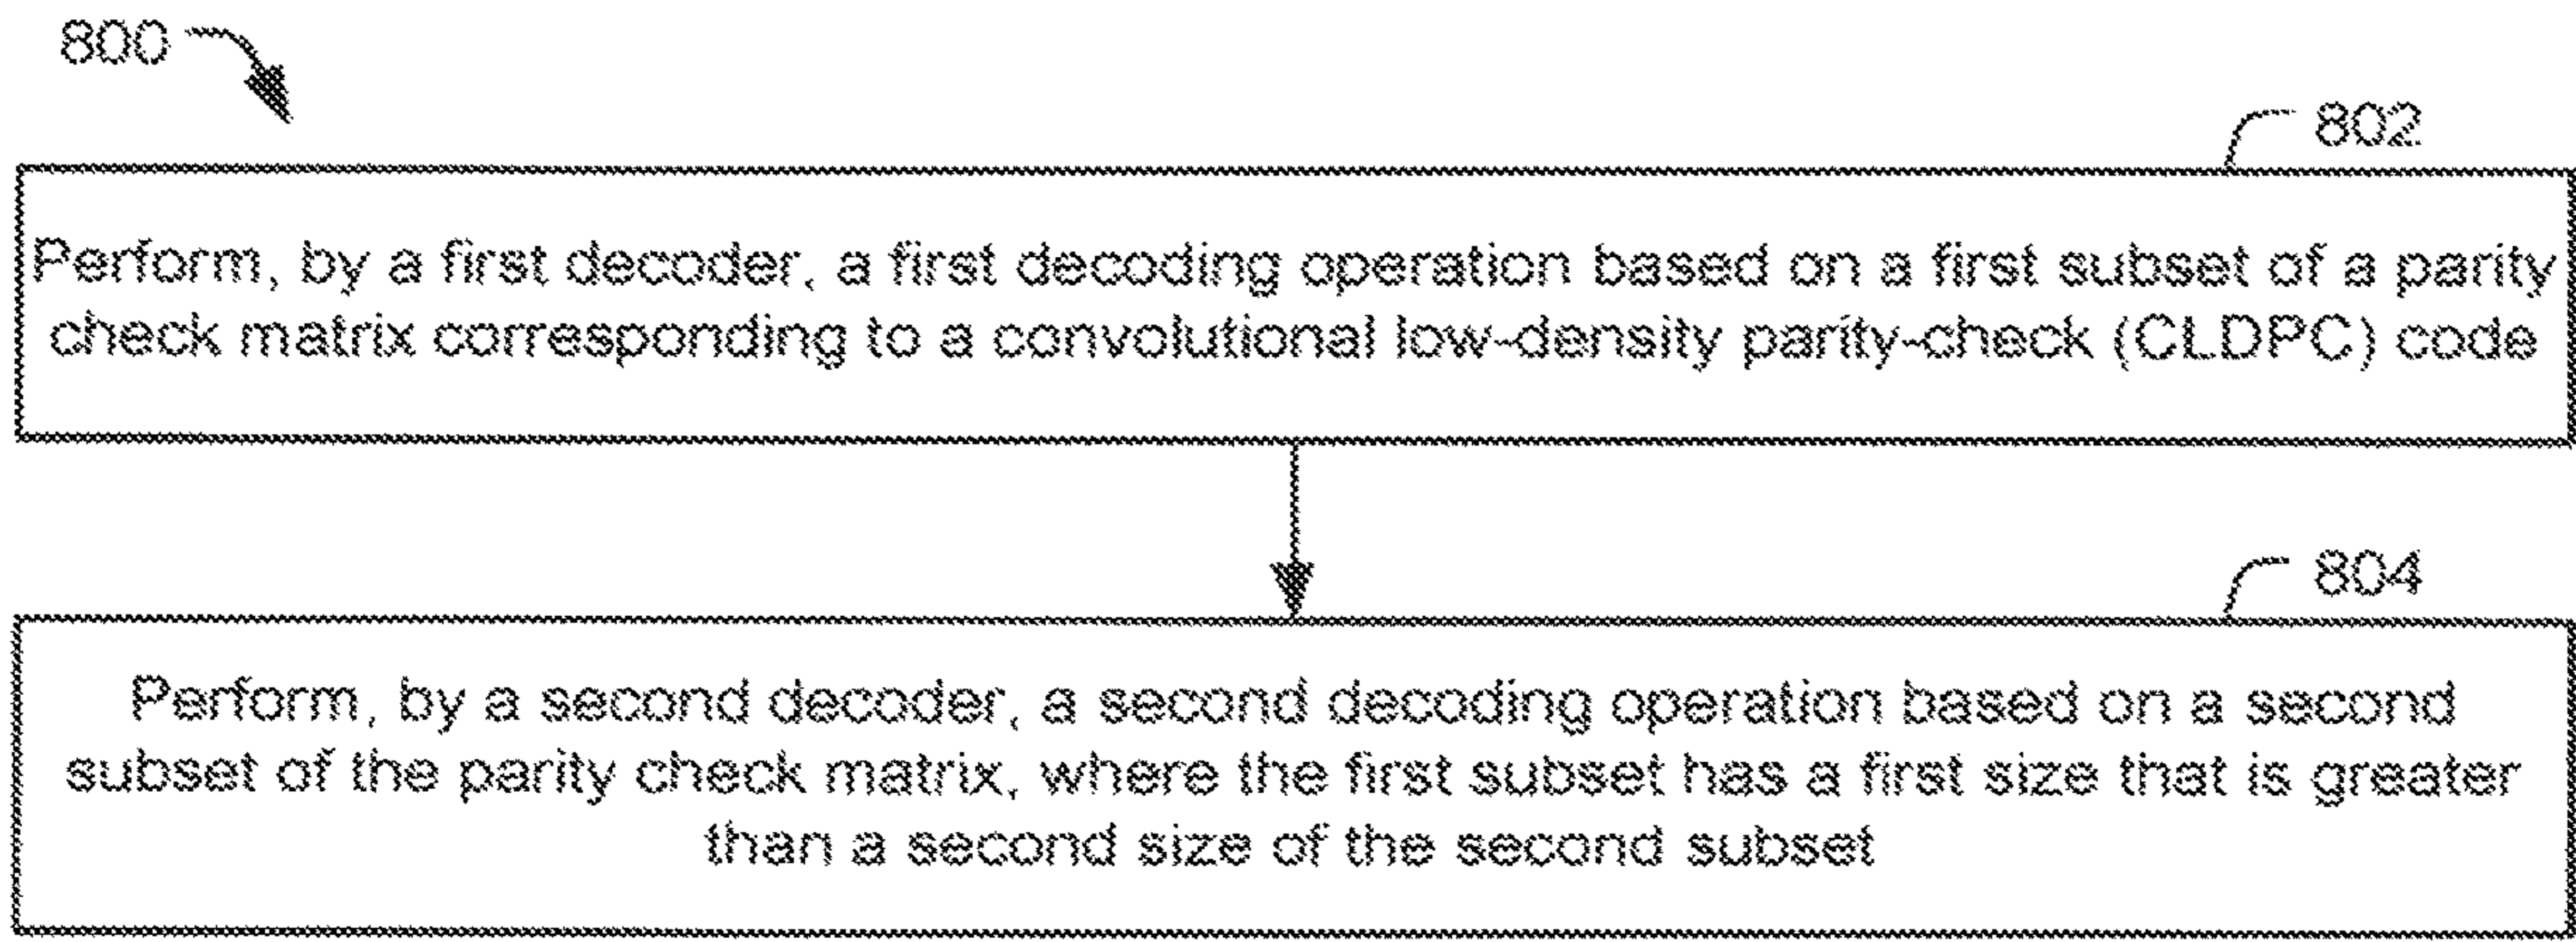 800
802
Perform, by a first decoder, a first decoding operation based on a first subset of a parity
check matrix corresponding to a convolutional low-density parity-check (CLDPC) code
804
Perform, by a second decoder, a second decoding operation based on a second
subset of the parity check matrix, where the first subset has a first size that is greater
than a second size of the second subset